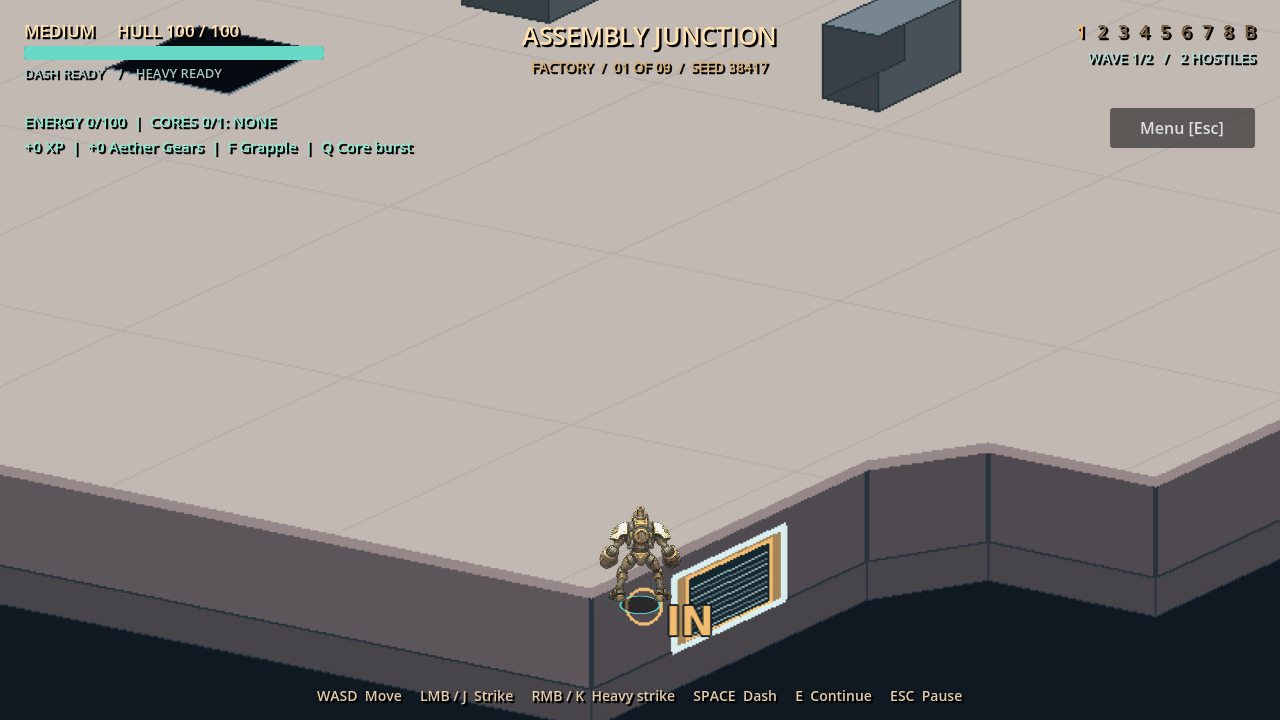 MEDIUM HULL 100 / 100
DASH READY / HEAVY READY
ENERGY 0/100 | CORES 0/1: NONE
+0 XP | +0 Aether Gears | F Grapple | Q Core burst
ASSEMBLY JUNCTION
FACTORY / 01 OF 09 / SEED 38417
1 2 3 4 5 6 7 8 B
WAVE 1/2 / 2 HOSTILES
Menu [Esc]
IN
WASD Move LMB / J Strike RMB / K Heavy strike SPACE Dash E Continue ESC Pause